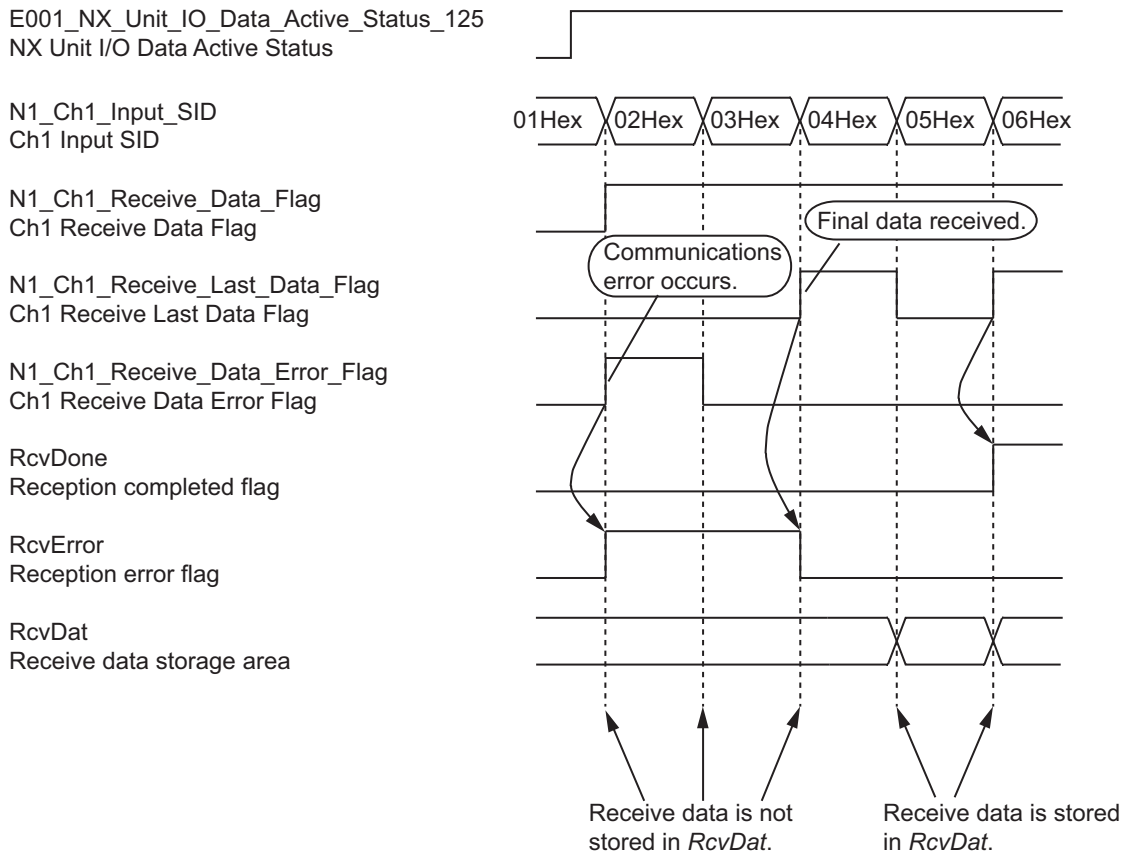 E001_NX_Unit_IO_Data_Active_Status_125
NX Unit I/O Data Active Status
N1_Ch1_Input_SID
Ch1 Input SID
01Hex 02Hex 03Hex 04Hex 05Hex 06Hex
N1_Ch1_Receive_Data_Flag
Ch1 Receive Data Flag
Final data received.
Communications
error occurs.
N1_Ch1_Receive_Last_Data_Flag
Ch1 Receive Last Data Flag
N1_Ch1_Receive_Data_Error_Flag
Ch1 Receive Data Error Flag
RcvDone
Reception completed flag
RcvError
Reception error flag
RcvDat
Receive data storage area
Receive data is not
stored in RcvDat.
Receive data is stored
in RcvDat.